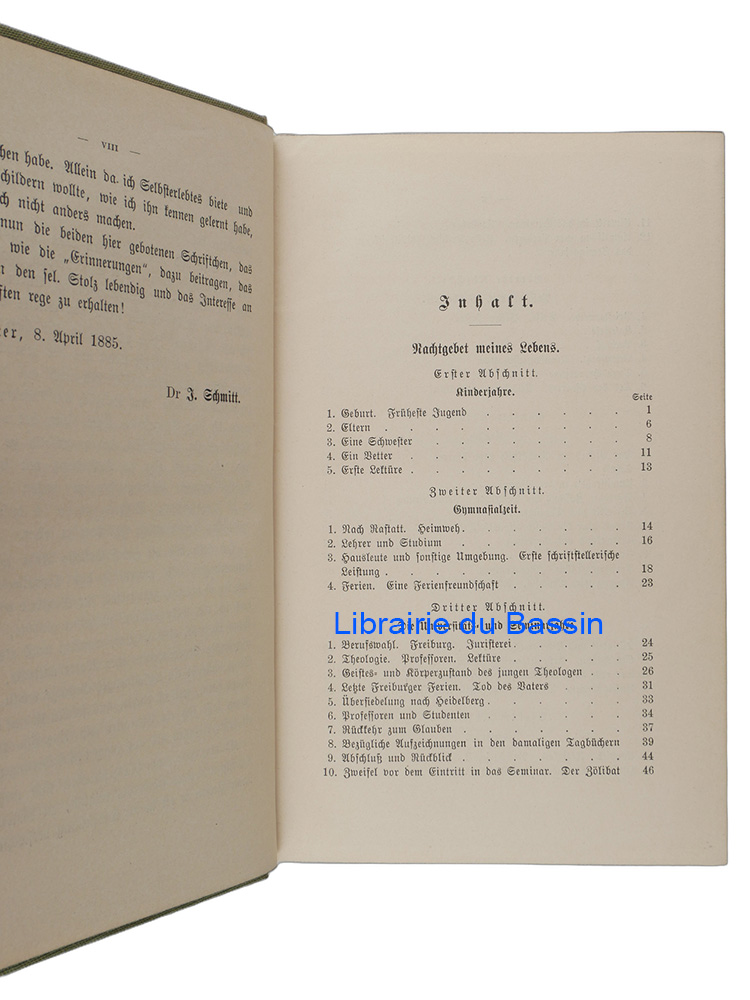 — VIII —
hen habe. Allein da ich Selbsterlebtes biete und
childern wollte, wie ich ihn kennen gelernt habe,
ch nicht anders machen.
nun die beiden hier gebotenen Schriftchen, das
wie die „Erinnerungen“, dazu beitragen, das
n den sel. Stolz lebendig und das Interesse an
ften rege zu erhalten!
er, 8. April 1885.
Dr J. Schmitt.
Inhalt.
Nachtgebet meines Lebens.
Erster Abschnitt.
Kinderjahre.
Seite
1. Geburt. Früheste Jugend . . . . . . 1
2. Eltern . . . . . . . . . 6
3. Eine Schwester . . . . . . . 8
4. Ein Vetter . . . . . . . . 11
5. Erste Lektüre . . . . . . . . 13
Zweiter Abschnitt.
Gymnasialzeit.
1. Nach Rastatt. Heimweh . . . . . . 14
2. Lehrer und Studium . . . . . . 16
3. Hausleute und sonstige Umgebung. Erste schriftstellerische
Leistung . . . . . . . . 18
4. Ferien. Eine Ferienfreundschaft . . . . . 23
Dritter Abschnitt.
Die Universitäts- und Seminarjahre.
Librairie du Bassin
1. Berufswahl. Freiburg. Juristerei . . . . . 24
2. Theologie. Professoren. Lektüre . . . . . 25
3. Geistes- und Körperzustand des jungen Theologen . . 26
4. Letzte Freiburger Ferien. Tod des Vaters . . . 31
5. Übersiedelung nach Heidelberg . . . . . 33
6. Professoren und Studenten . . . . . 34
7. Rückkehr zum Glauben . . . . . . 37
8. Bezügliche Aufzeichnungen in den damaligen Tagbüchern 39
9. Abschluß und Rückblick . . . . . . 44
10. Zweifel vor dem Eintritt in das Seminar. Der Zölibat 46